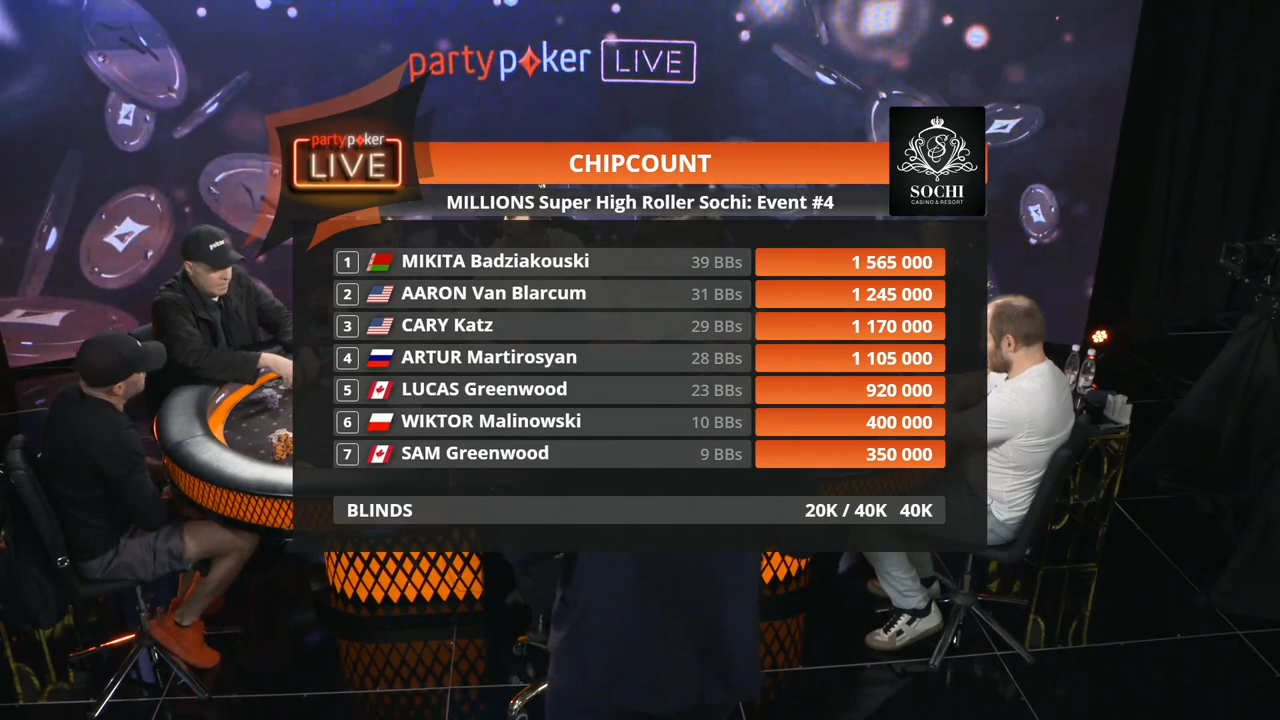 partypoker LIVE
partypoker
LIVE
CHIPCOUNT
MILLIONS Super High Roller Sochi: Event #4
S
SOCHI
CASINO & RESORT
1 MIKITA Badziakouski 39 BBs 1 565 000
2 AARON Van Blarcum 31 BBs 1 245 000
3 CARY Katz 29 BBs 1 170 000
4 ARTUR Martirosyan 28 BBs 1 105 000
5 LUCAS Greenwood 23 BBs 920 000
6 WIKTOR Malinowski 10 BBs 400 000
7 SAM Greenwood 9 BBs 350 000
BLINDS 20K / 40K 40K
poker